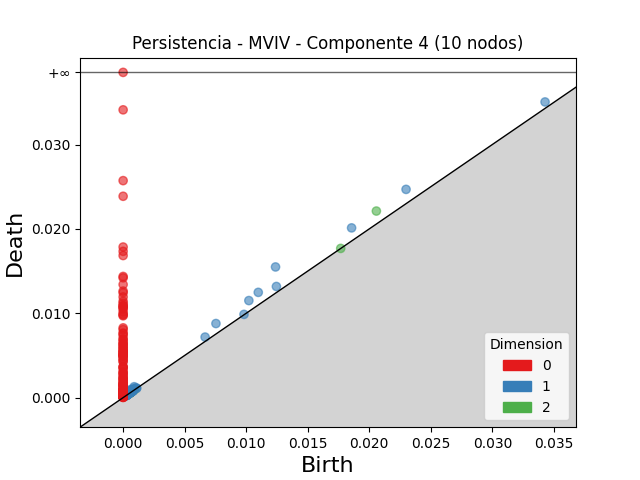 Persistencia - MVIV - Componente 4 (10 nodos)
+∞
0.030
0.020
0.010
0.000
Death
Dimension
0
1
2
0.000 0.005 0.010 0.015 0.020 0.025 0.030 0.035
Birth